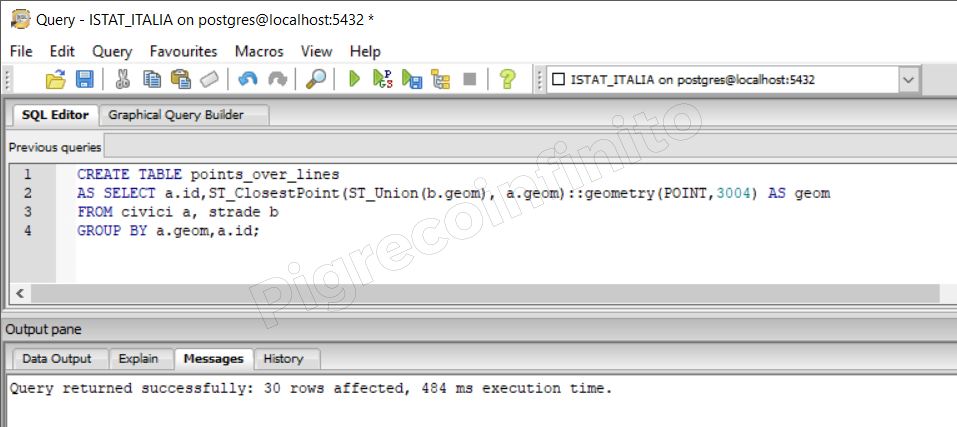 Query - ISTAT_ITALIA on postgres@localhost:5432 *
File Edit Query Favourites Macros View Help
ISTAT_ITALIA on postgres@localhost:5432
SQL Editor Graphical Query Builder
Previous queries
1 CREATE TABLE points_over_lines
2 AS SELECT a.id,ST_ClosestPoint(ST_Union(b.geom), a.geom)::geometry(POINT,3004) AS geom
3 FROM civici a, strade b
4 GROUP BY a.geom,a.id;
Pigrecoinfinito
Output pane
Data Output Explain Messages History
Query returned successfully: 30 rows affected, 484 ms execution time.